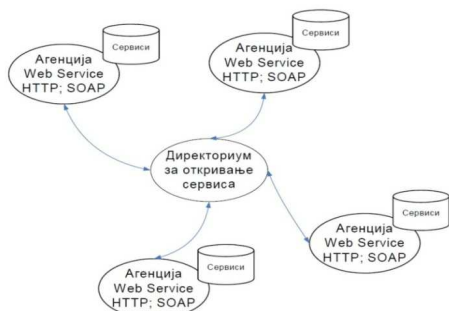 Сервиси
Агенција
Web Service
HTTP; SOAP
Сервиси
Агенција
Web Service
HTTP; SOAP
Директориум
за откривање
сервиса
Сервиси
Агенција
Web Service
HTTP; SOAP
Сервиси
Агенција
Web Service
HTTP; SOAP